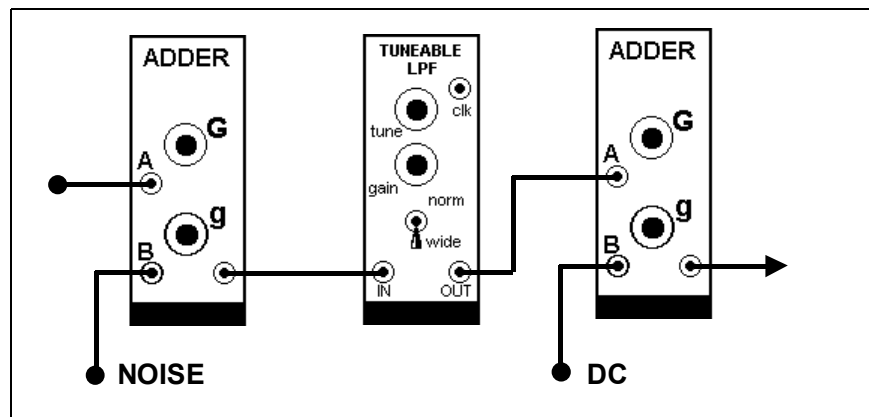 ADDER
G
A
g
B
NOISE
TUNEABLE
LPF
clk
tune
gain
norm
wide
IN
OUT
ADDER
G
A
g
B
DC